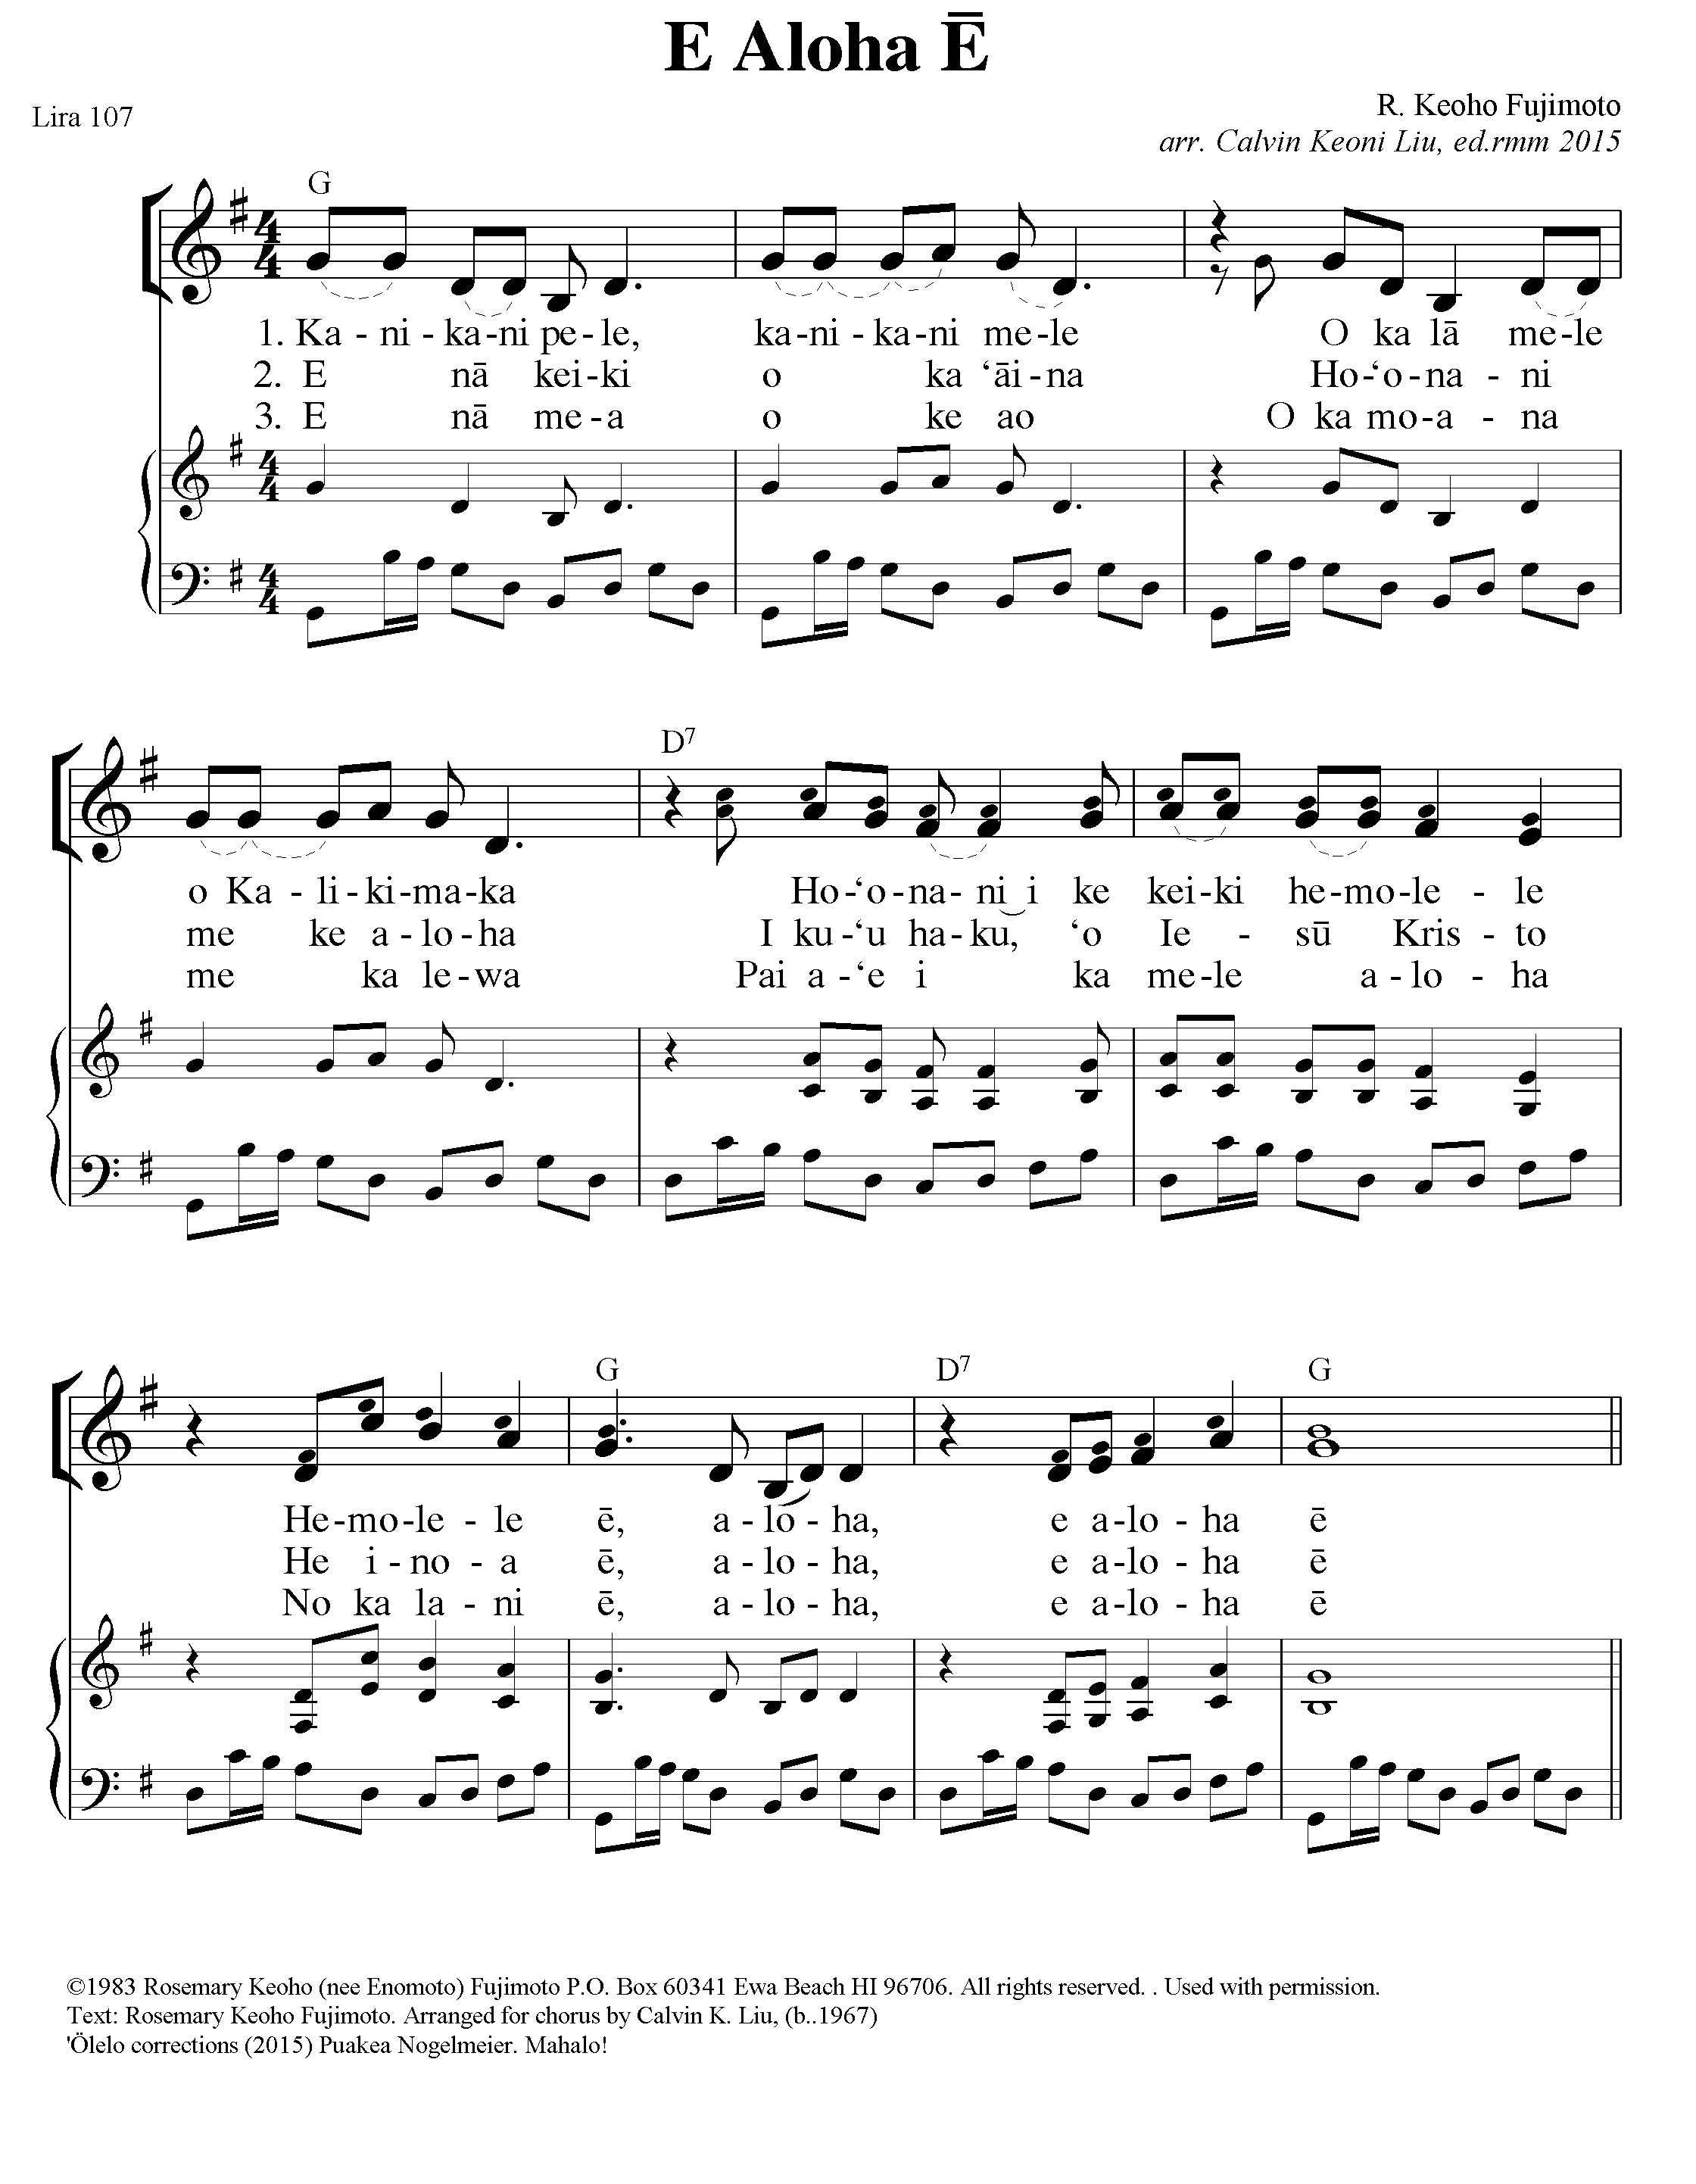 E Aloha Ē
Lira 107
R. Keoho Fujimoto
arr. Calvin Keoni Liu, ed.rmm 2015
G
1. Ka - ni - ka-ni pe-le, ka-ni - ka-ni me-le O ka lā me-le
2. E nā kei-ki o ka ‘āi-na Ho-‘o-na - ni
3. E nā me-a o ke ao O ka mo-a - na
D7
o Ka - li - ki-ma-ka Ho-‘o-na-ni i ke kei-ki he-mo-le - le
me ke a-lo-ha I ku-‘u ha-ku, ‘o Ie - sū Kris - to
me ka le-wa Pai a-‘e i ka me-le a-lo - ha
G D7 G
He-mo-le - le ē, a-lo-ha, e a-lo-ha ē
He i-no - a ē, a-lo-ha, e a-lo-ha ē
No ka la - ni ē, a-lo-ha, e a-lo-ha ē
©1983 Rosemary Keoho (nee Enomoto) Fujimoto P.O. Box 60341 Ewa Beach HI 96706. All rights reserved. . Used with permission.
Text: Rosemary Keoho Fujimoto. Arranged for chorus by Calvin K. Liu, (b..1967)
'Ölelo corrections (2015) Puakea Nogelmeier. Mahalo!